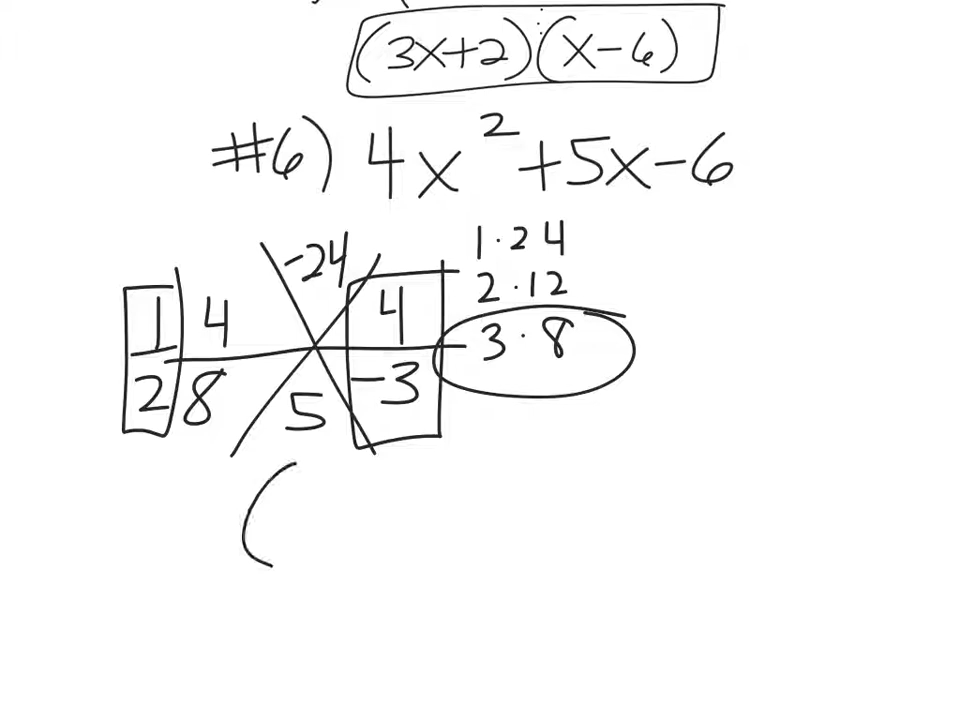 (3x+2)(x-6)
#6) 4x² +5x-6
-24
1·24
2·12
3·8
1 4 4
2 8 5 -3
(